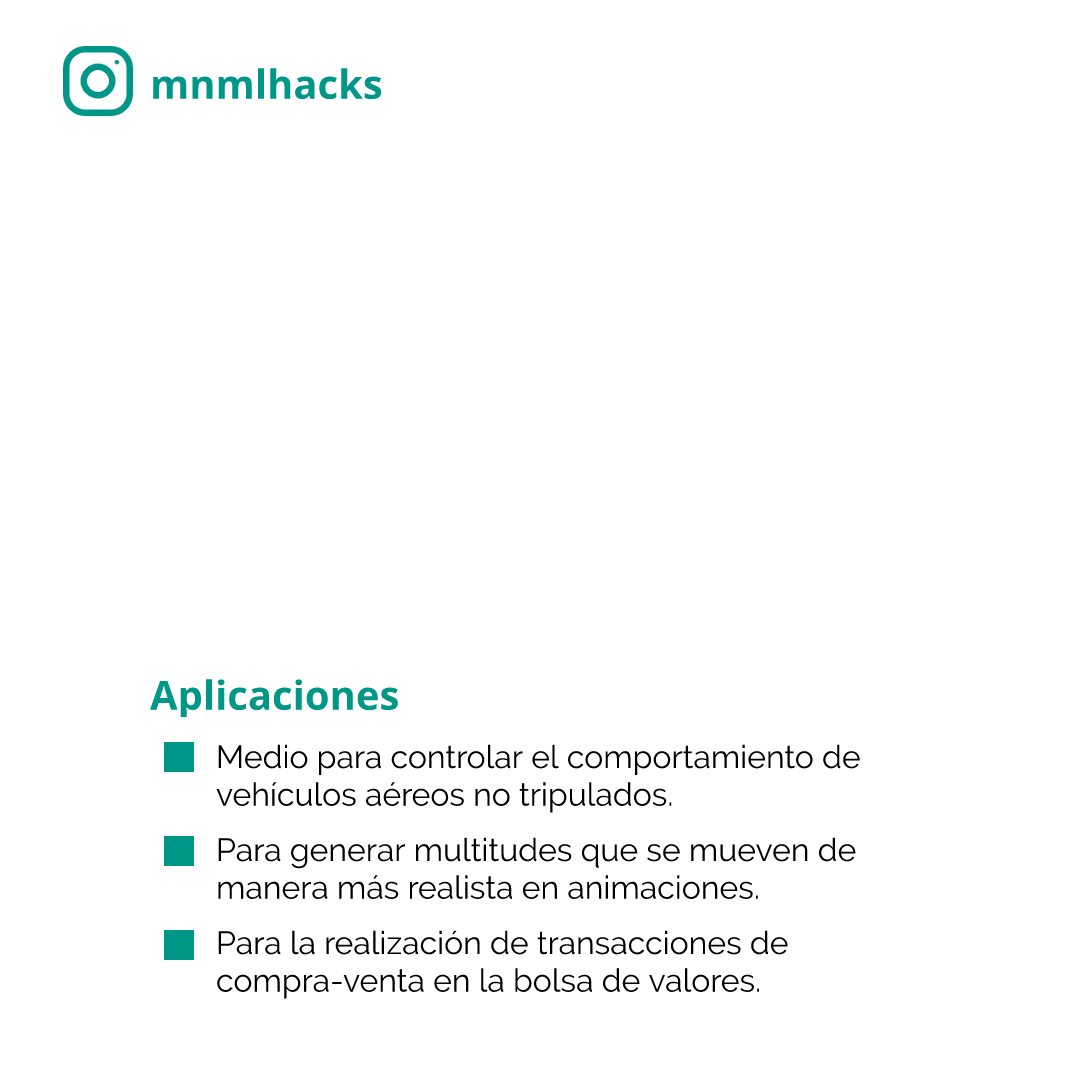 mnmlhacks
Aplicaciones
Medio para controlar el comportamiento de
vehículos aéreos no tripulados.
Para generar multitudes que se mueven de
manera más realista en animaciones.
Para la realización de transacciones de
compra-venta en la bolsa de valores.